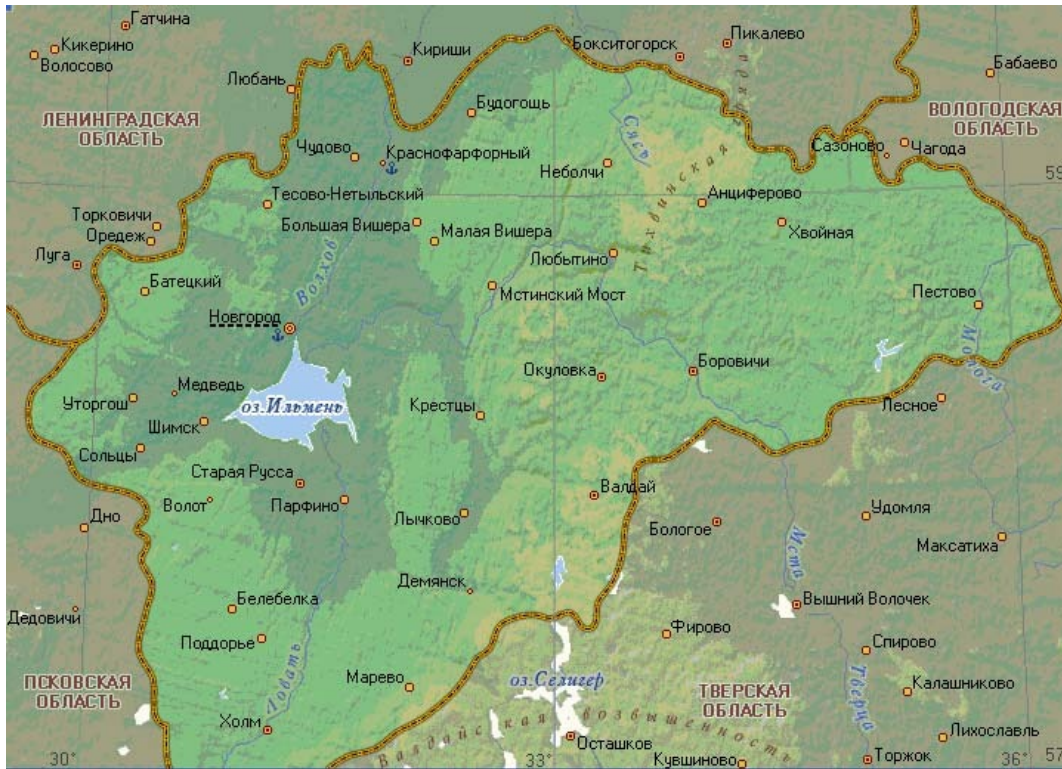 Гатчина
Кикерино
Волосово
Кириши
Бокситогорск
Пикалево
Бабаево
Любань
Будогощь
ЛЕНИНГРАДСКАЯ
ОБЛАСТЬ
ВОЛОГОДСКАЯ
ОБЛАСТЬ
Сясь
Чудово
Краснофарфорный
Неболчи
Сазоново
Чагода
59
Тесово-Нетыльский
Анциферово
Торковичи
Оредеж
Большая Вишера
Малая Вишера
Хвойная
Тихвинская
гряда
Луга
Любытино
Батецкий
Волхов
Мстинский Мост
Пестово
Новгород
Молога
Боровичи
Окуловка
Медведь
Уторгош
оз.Ильмень
Крестцы
Лесное
Шимск
Сольцы
Старая Русса
Валдай
Волот
Парфино
Лычково
Дно
Бологое
Удомля
Максатиха
Мста
Демянск
Дедовичи
Белебелка
Вышний Волочек
Поддорье
Фирово
Спирово
ПСКОВСКАЯ
ОБЛАСТЬ
Марево
оз.Селигер
ТВЕРСКАЯ
ОБЛАСТЬ
Тверца
Калашниково
Ловать
Холм
Валдайская возвышенность
Осташков
Лихославль
30°
33°
Кувшиново
Торжок
36°
57